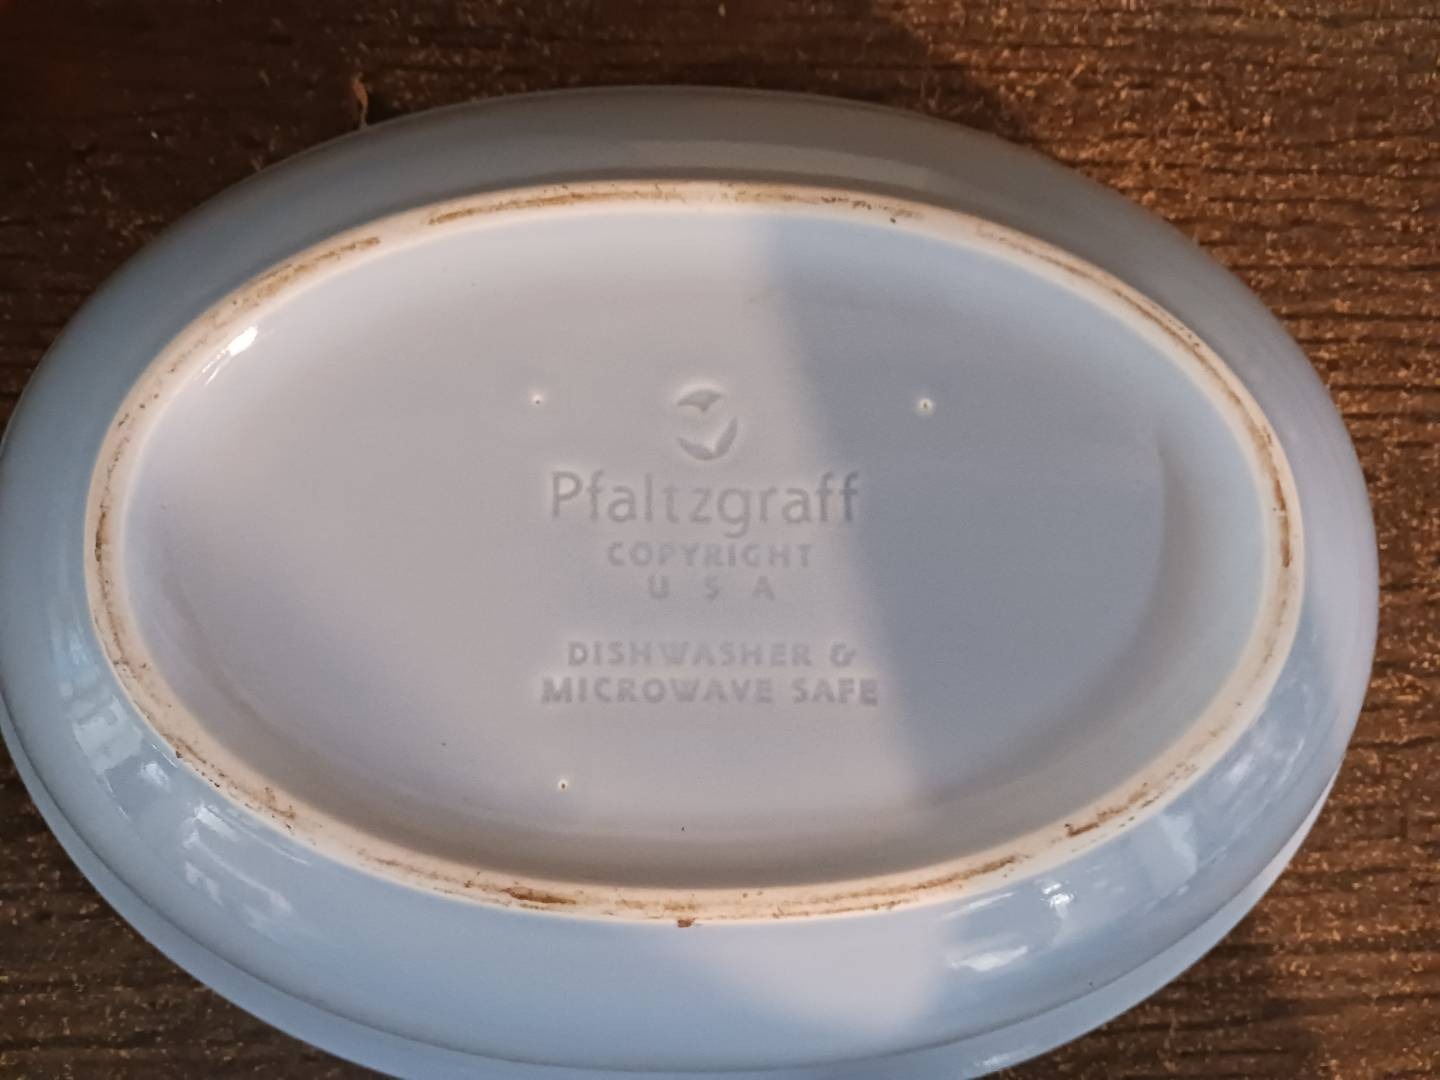 Pfaltzgraff
COPYRIGHT
U S A
DISHWASHER &
MICROWAVE SAFE